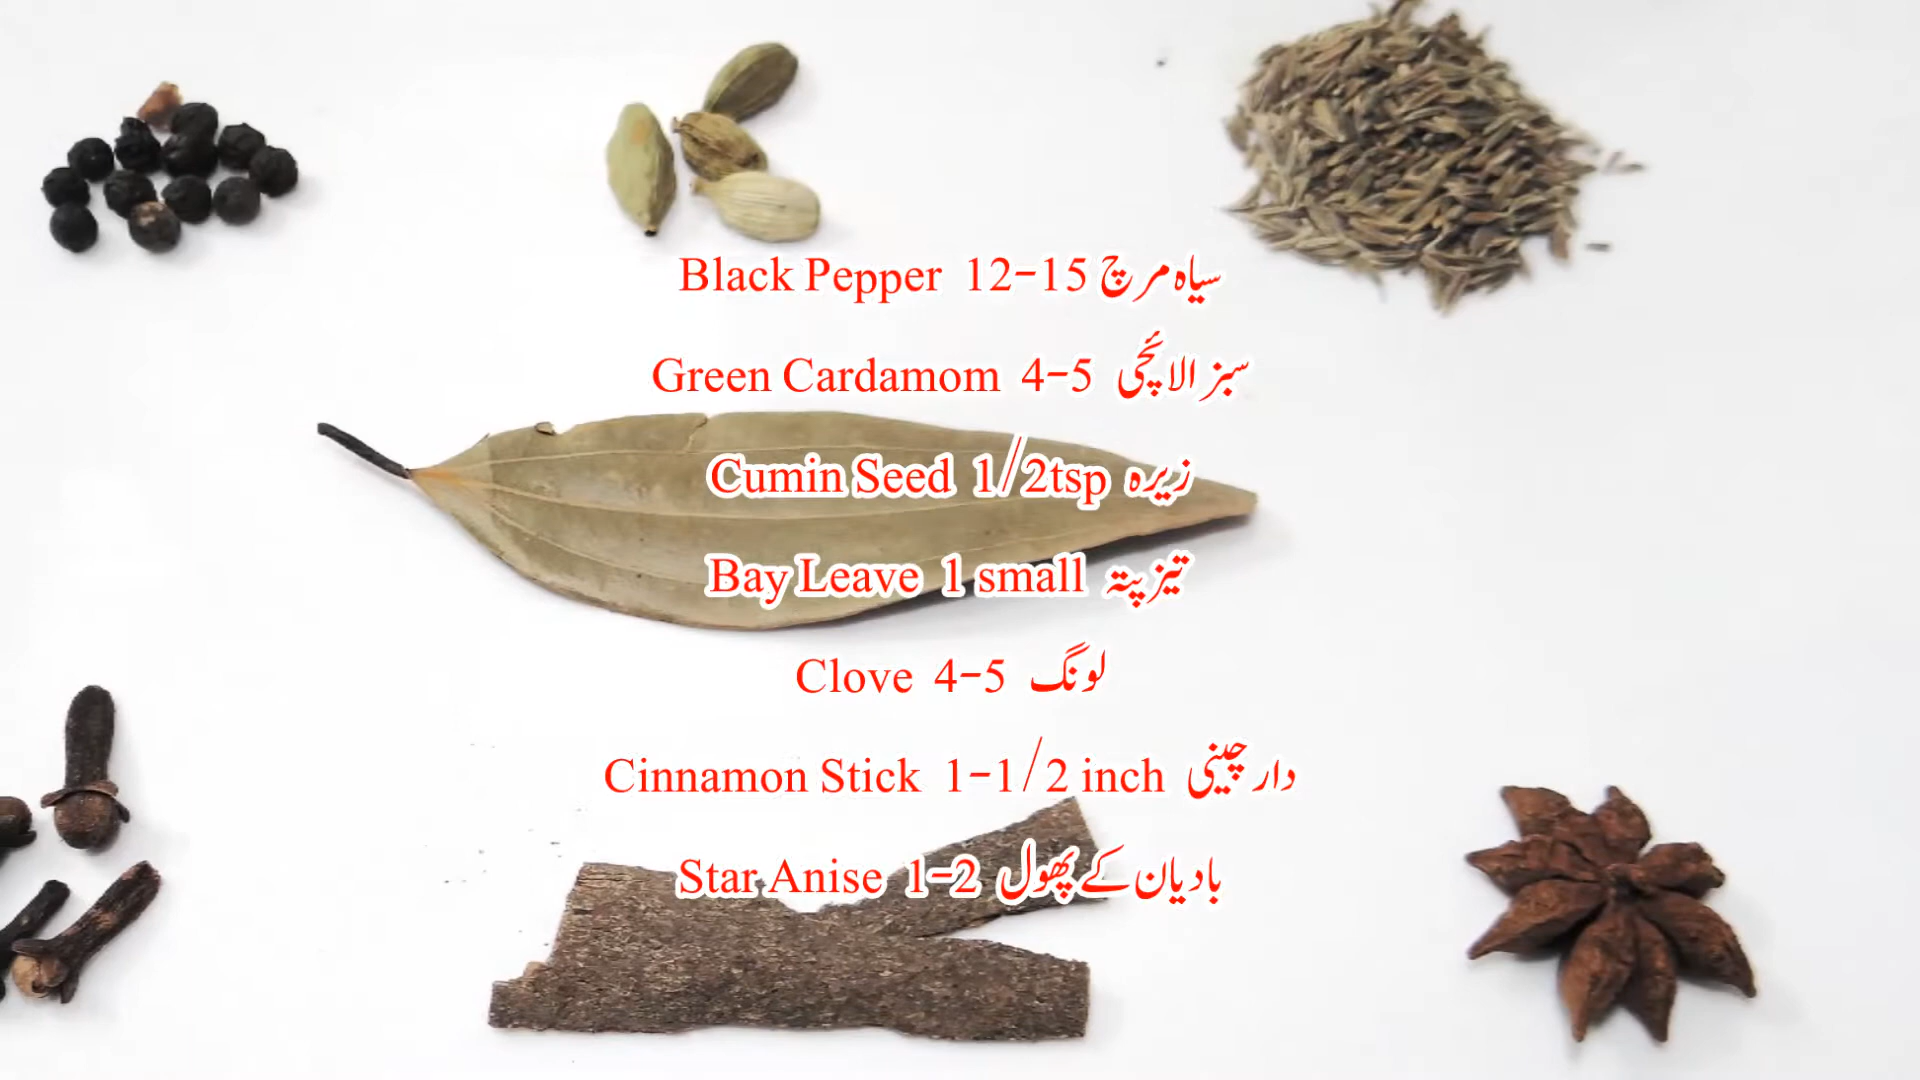 Black Pepper 12-15 سیاہ مرچ
Green Cardamom 4-5 سبز الائچی
Cumin Seed 1/2tsp زیرہ
Bay Leave 1 small تیز پتہ
Clove 4-5 لونگ
Cinnamon Stick 1-1/2 inch دار چینی
Star Anise 1-2 بادیان کے پھول